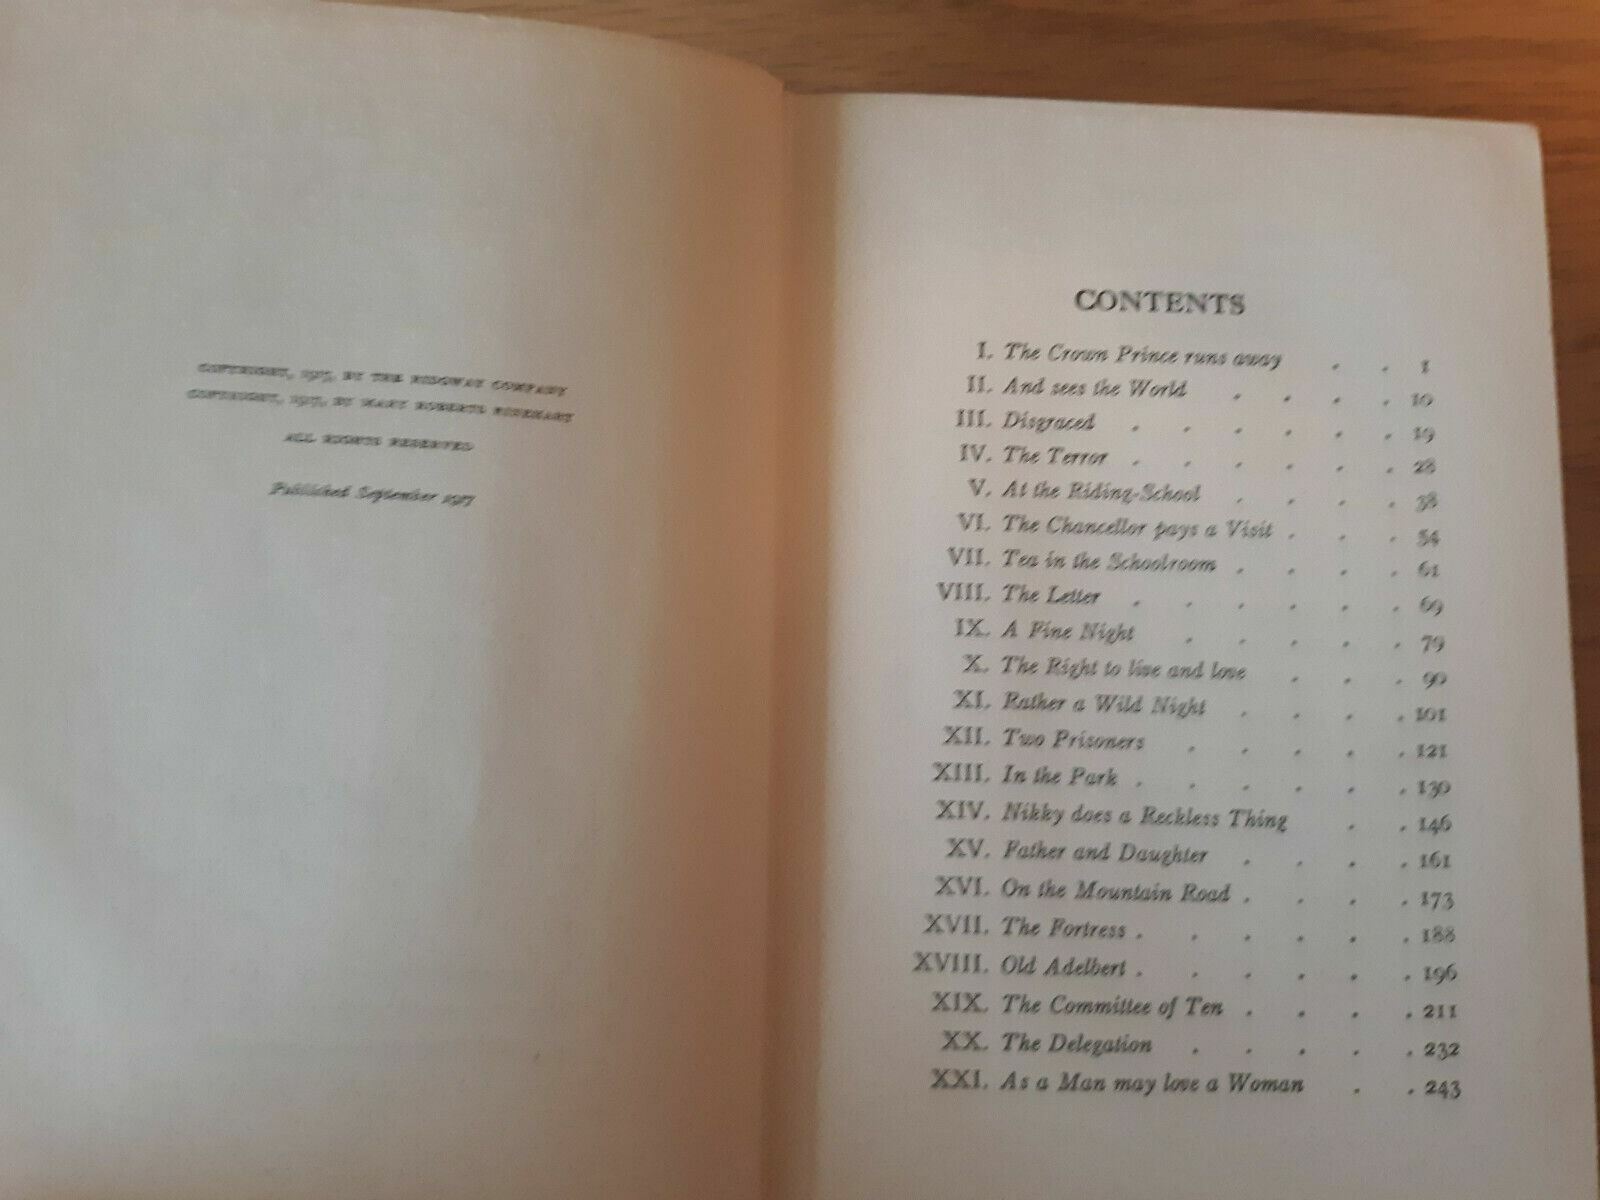 COPYRIGHT, 1917, BY THE RIDGWAY COMPANY
COPYRIGHT, 1917, BY MARY ROBERTS RINEHART
ALL RIGHTS RESERVED
Published September 1917
CONTENTS
I. The Crown Prince runs away . . 1
II. And sees the World . . . . 10
III. Disgraced . . . . . . 19
IV. The Terror . . . . . . 28
V. At the Riding-School . . . . 38
VI. The Chancellor pays a Visit . . . 54
VII. Tea in the Schoolroom . . . . 61
VIII. The Letter . . . . . . 69
IX. A Fine Night . . . . . 79
X. The Right to live and love . . . 90
XI. Rather a Wild Night . . . . 101
XII. Two Prisoners . . . . . 121
XIII. In the Park . . . . . . 130
XIV. Nikky does a Reckless Thing . . 146
XV. Father and Daughter . . . . 161
XVI. On the Mountain Road . . . . 173
XVII. The Fortress . . . . . . 188
XVIII. Old Adelbert . . . . . . 196
XIX. The Committee of Ten . . . . 211
XX. The Delegation . . . . . 232
XXI. As a Man may love a Woman . . 243